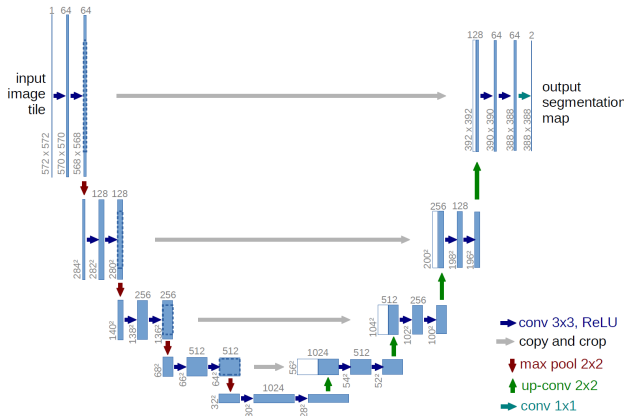 1 64 64
128 64 64 2
input
image
tile
output
segmentation
map
572 x 572
570 x 570
568 x 568
392 x 392
390 x 390
388 x 388
388 x 388
128 128
256 128
284²
282²
280²
200²
198²
196²
256 256
512 256
140²
138²
136²
104²
102²
100²
512 512
1024 512
68²
66²
64²
56²
54²
52²
1024
32²
30²
28²
conv 3x3, ReLU
copy and crop
max pool 2x2
up-conv 2x2
conv 1x1